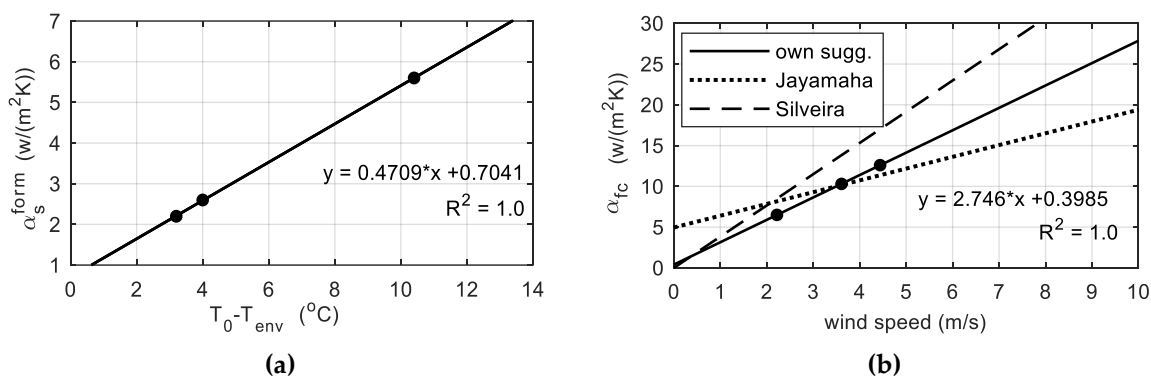 7
6
5
4
3
2
1
0 2 4 6 8 10 12 14
α_s^form (w/(m²K))
T₀-T_env (°C)
y = 0.4709*x +0.7041
R² = 1.0
(a)
30
25
20
15
10
5
0
0 1 2 3 4 5 6 7 8 9 10
α_fc (w/(m²K))
wind speed (m/s)
own sugg.
Jayamaha
Silveira
y = 2.746*x +0.3985
R² = 1.0
(b)